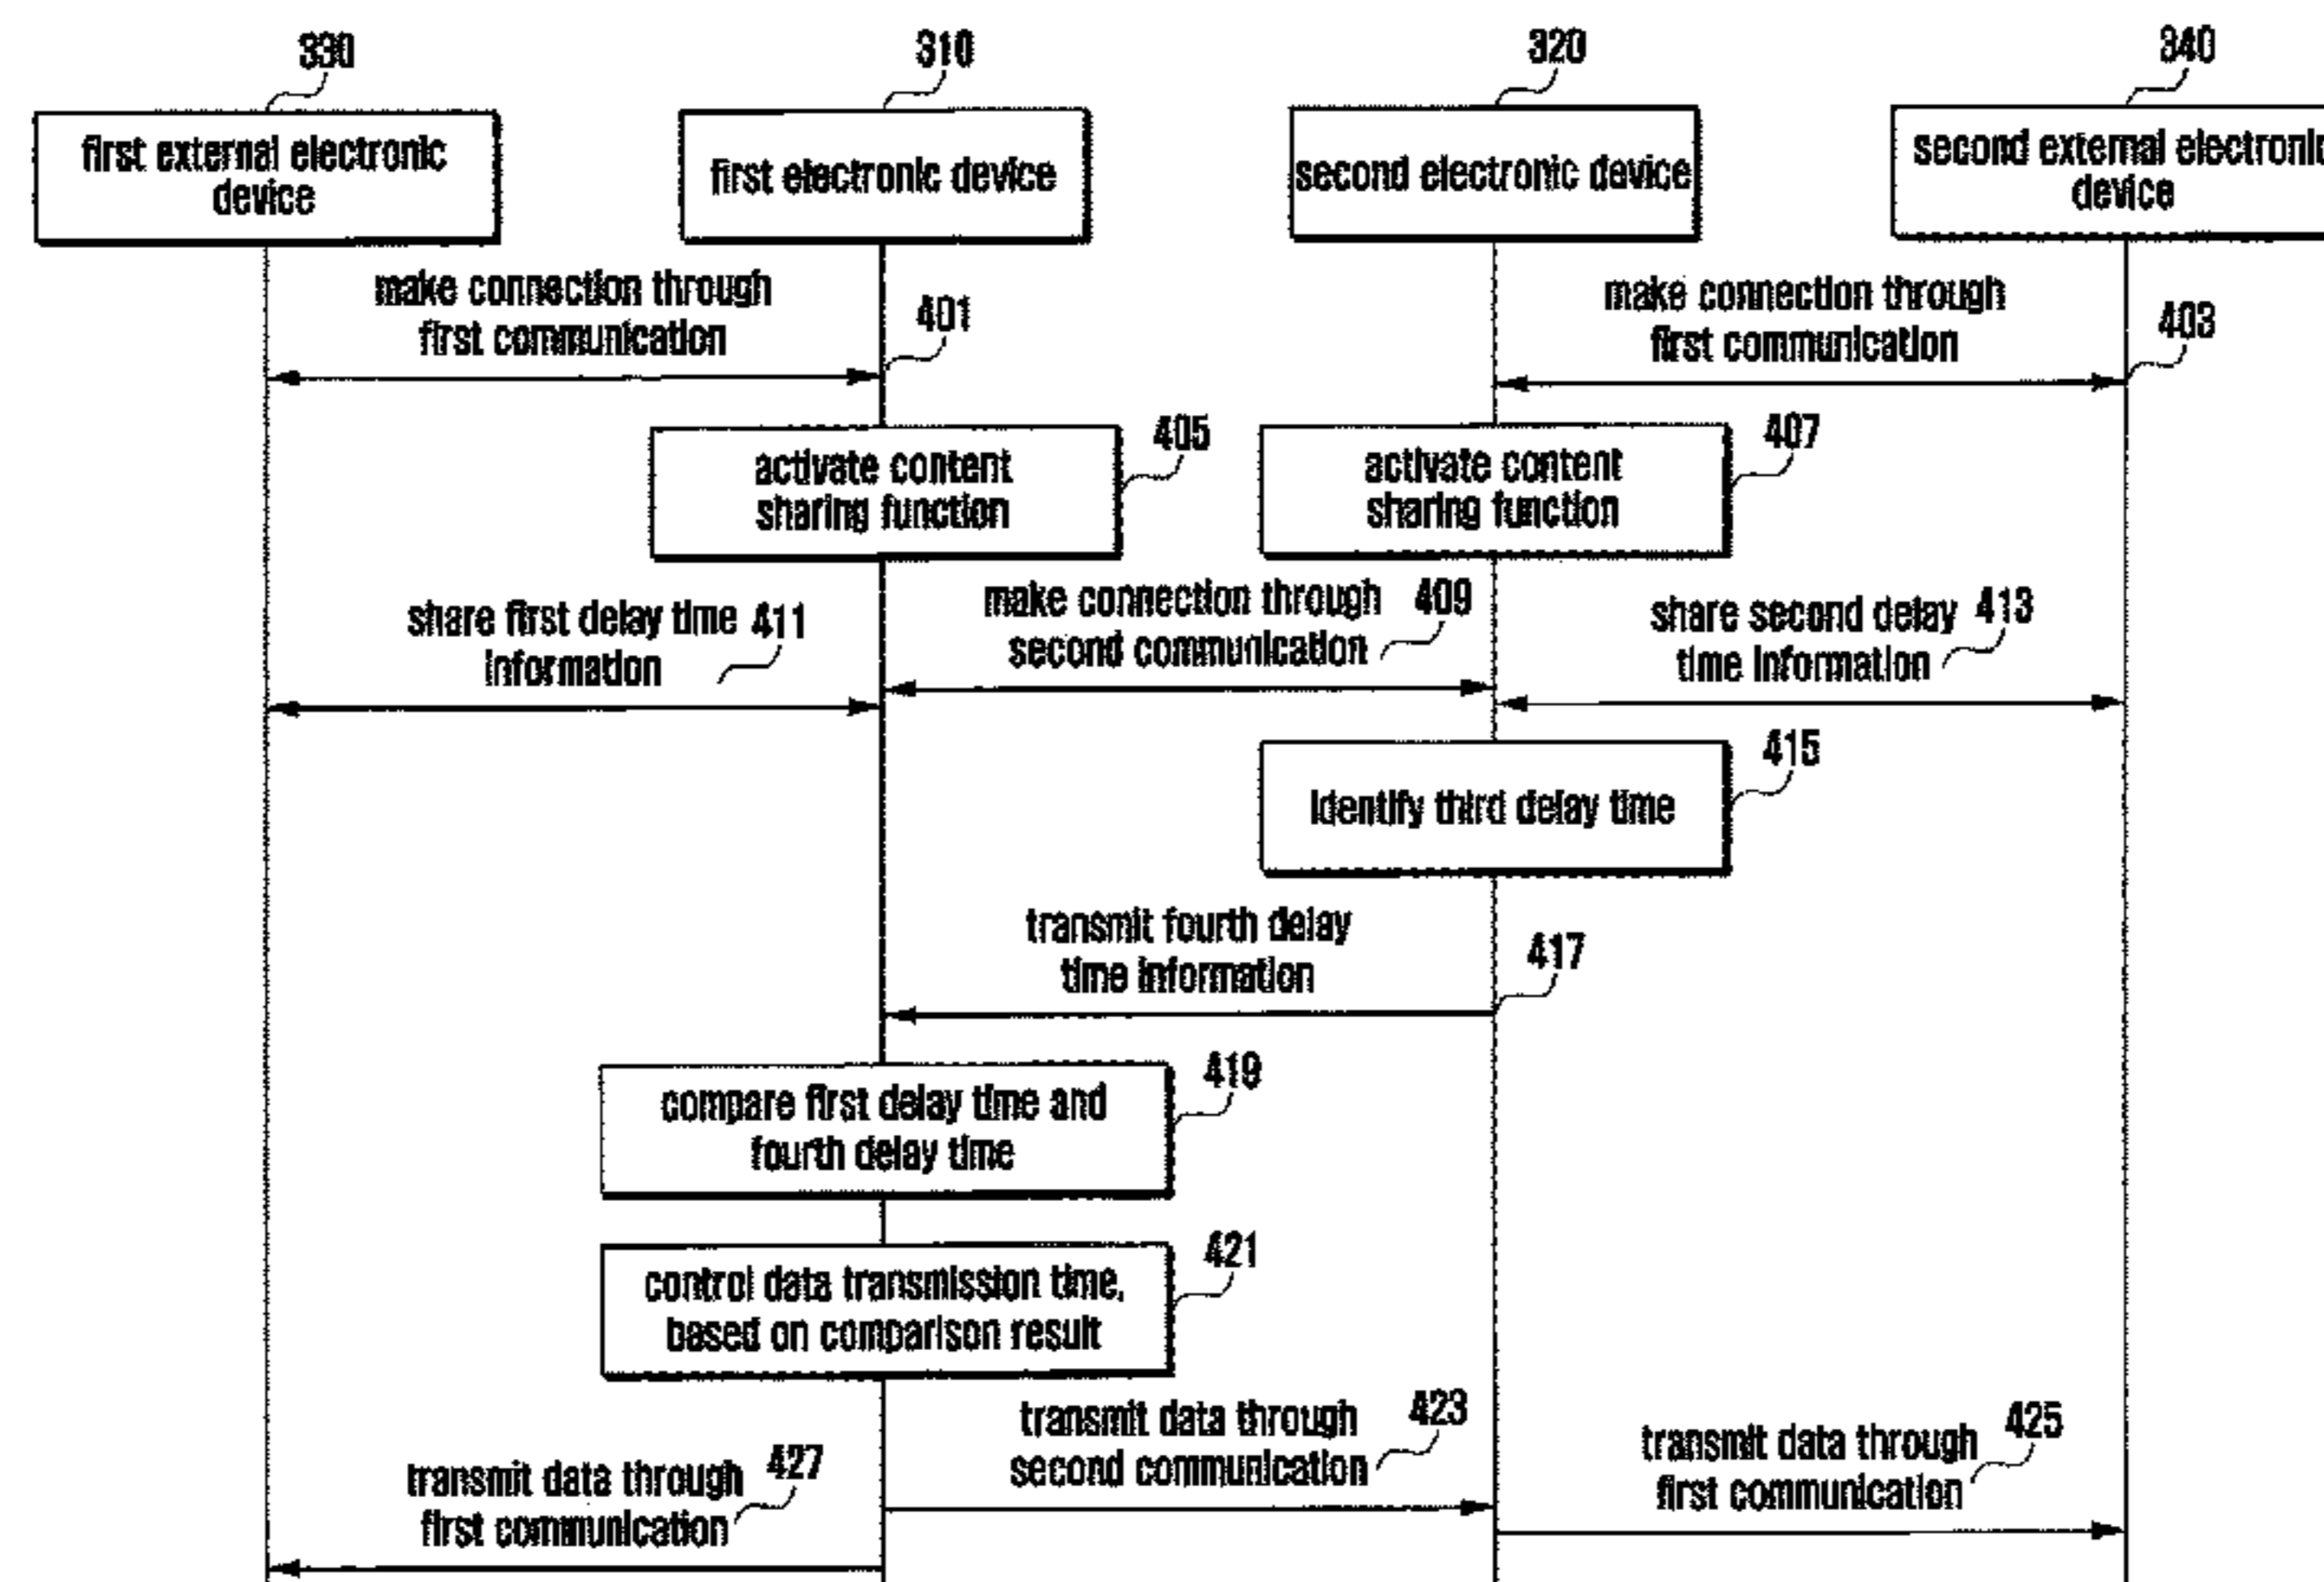 330
310
320
340
first external electronic
device
first electronic device
second electronic device
second external electronic
device
make connection through
first communication
401
make connection through
first communication
403
activate content
sharing function
405
activate content
sharing function
407
share first delay time
information
411
make connection through
second communication
409
share second delay
time information
413
identify third delay time
415
transmit fourth delay
time information
417
compare first delay time and
fourth delay time
419
control data transmission time,
based on comparison result
421
transmit data through
second communication
423
transmit data through
first communication
425
transmit data through
first communication
427